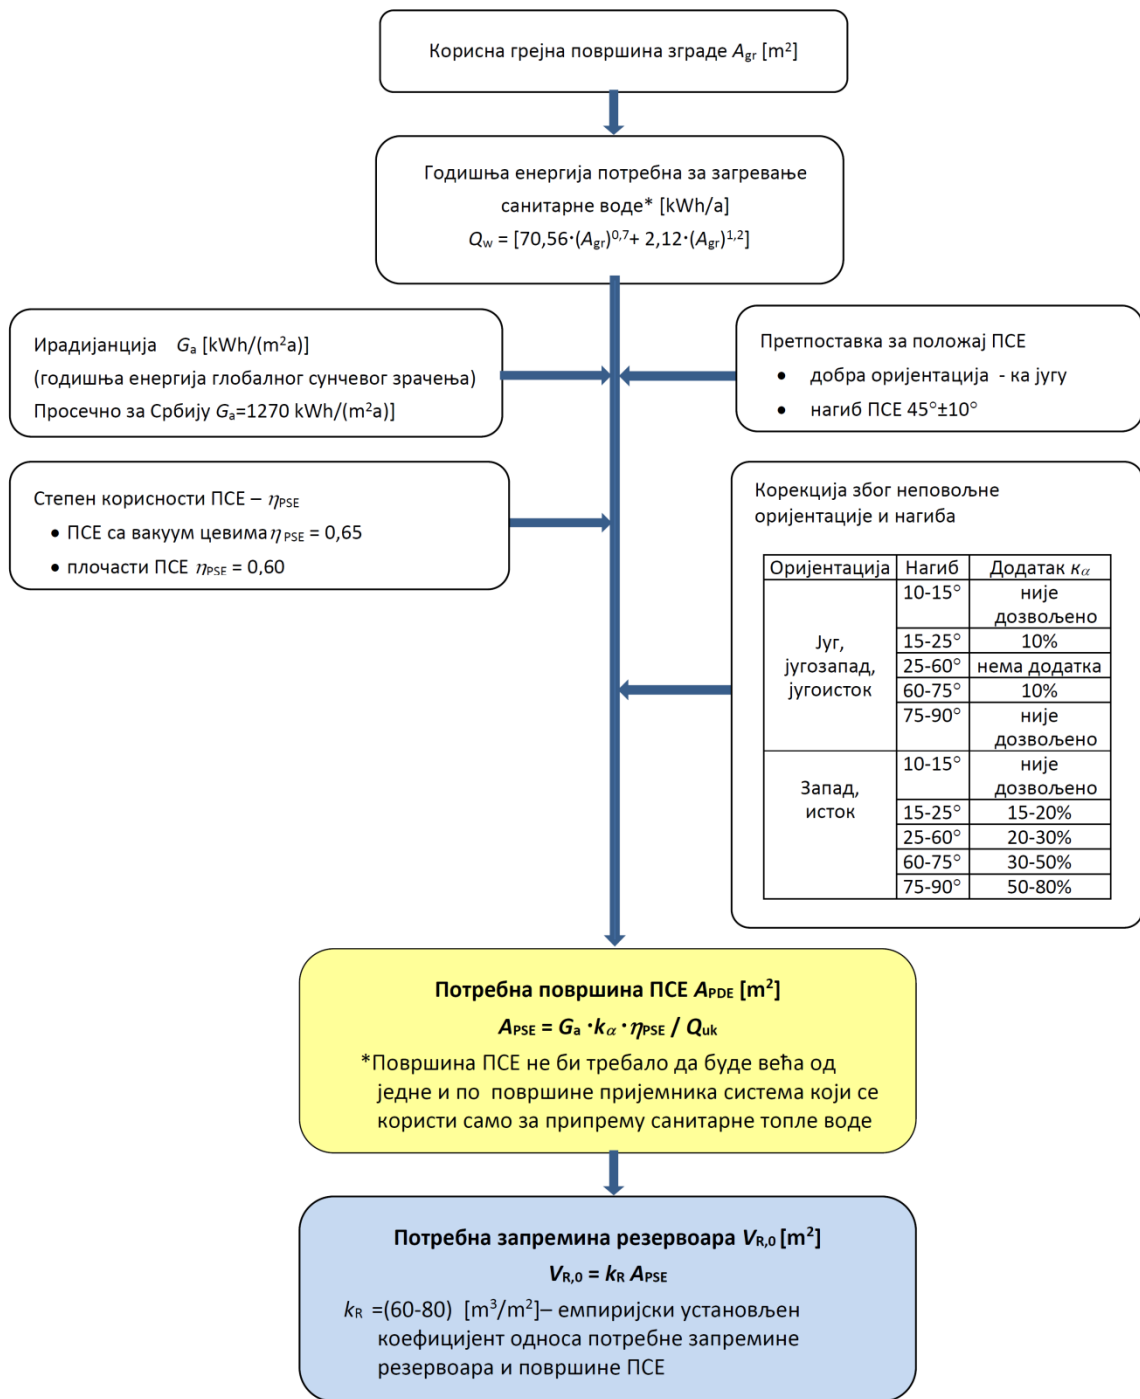 Корисна грејна површина зграде Agr [m²]
Годишња енергија потребна за загревање
санитарне воде* [kWh/a]
Qw = [70,56·(Agr)^0,7+ 2,12·(Agr)^1,2]
Ирадијанција Ga [kWh/(m²a)]
(годишња енергија глобалног сунчевог зрачења)
Просечно за Србију Ga=1270 kWh/(m²a)]
Претпоставка за положај ПСЕ
• добра оријентација - ка југу
• нагиб ПСЕ 45°±10°
Степен корисности ПСЕ – ηPSE
• ПСЕ са вакуум цевима ηPSE = 0,65
• плочасти ПСЕ ηPSE = 0,60
Корекција због неповољне
оријентације и нагиба
Оријентација Нагиб Додатак κα
Југ,
југозапад,
југоисток
10-15° није
дозвољено
15-25° 10%
25-60° нема додатка
60-75° 10%
75-90° није
дозвољено
Запад,
исток
10-15° није
дозвољено
15-25° 15-20%
25-60° 20-30%
60-75° 30-50%
75-90° 50-80%
Потребна површина ПСЕ APDE [m²]
APSE = Ga ·kα · ηPSE / Quk
*Површина ПСЕ не би требало да буде већа од
једне и по површине пријемника система који се
користи само за припрему санитарне топле воде
Потребна запремина резервоара VR,0 [m²]
VR,0 = kR APSE
kR =(60-80) [m³/m²]– емпиријски установљен
коефицијент односа потребне запремине
резервоара и површине ПСЕ